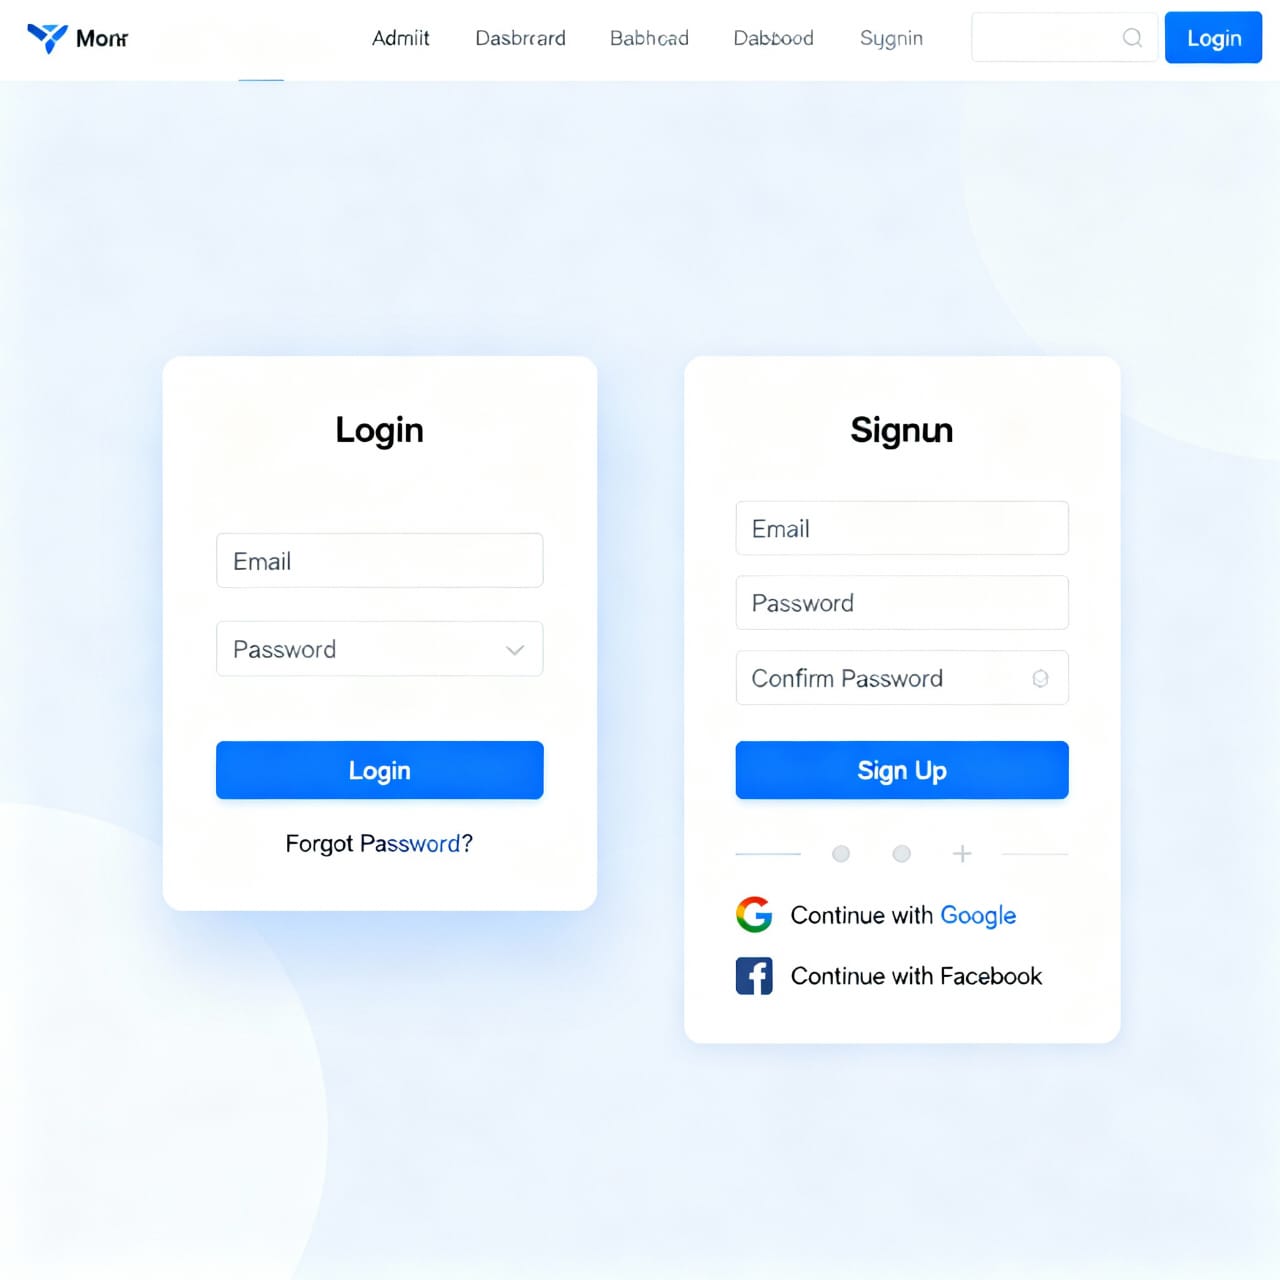 Monr
Admiit Dasbrcard Babhcad Dabbood Sygnin Login
Login
Email
Password
Login
Forgot Password?
Signun
Email
Password
Confirm Password
Sign Up
Continue with Google
Continue with Facebook